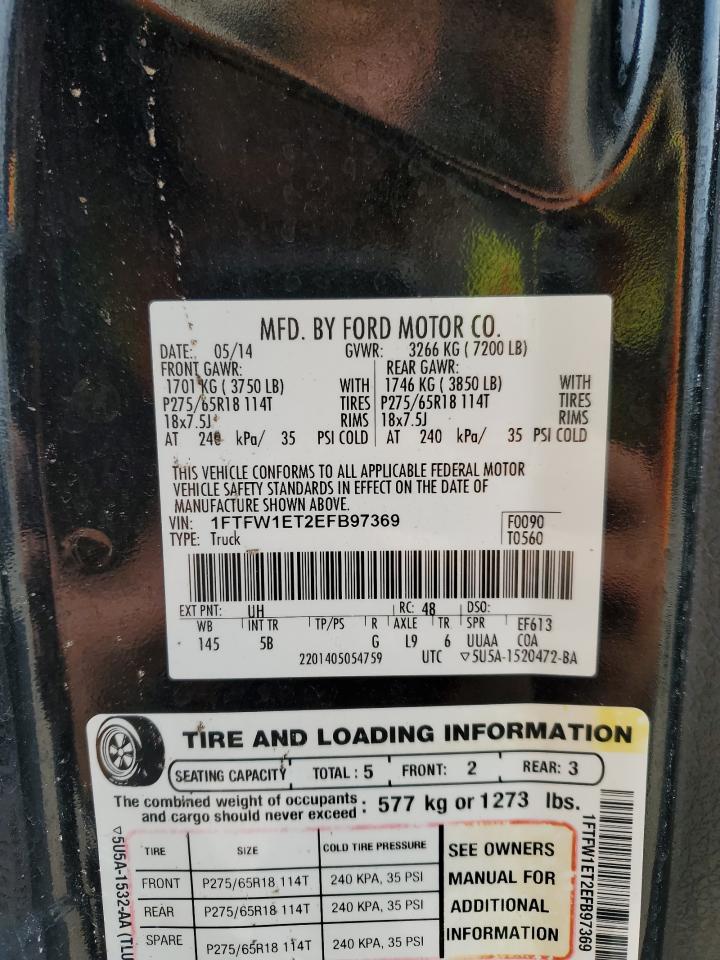 MFD. BY FORD MOTOR CO.
DATE: 05/14 GVWR: 3266 KG ( 7200 LB)
FRONT GAWR: REAR GAWR:
1701 KG ( 3750 LB) WITH 1746 KG ( 3850 LB) WITH
P275/65R18 114T TIRES P275/65R18 114T TIRES
18x7.5J RIMS 18x7.5J RIMS
AT 240 kPa/ 35 PSI COLD AT 240 kPa/ 35 PSI COLD
THIS VEHICLE CONFORMS TO ALL APPLICABLE FEDERAL MOTOR
VEHICLE SAFETY STANDARDS IN EFFECT ON THE DATE OF
MANUFACTURE SHOWN ABOVE.
VIN: 1FTFW1ET2EFB97369 F0090
TYPE: Truck T0560
EXT PNT: UH RC: 48 DSO:
WB INT TR TP/PS R AXLE TR SPR EF613
145 5B G L9 6 UUAA COA
2201405054759 UTC ▽5U5A-1520472-BA
TIRE AND LOADING INFORMATION
SEATING CAPACITY TOTAL : 5 FRONT: 2 REAR: 3
The combined weight of occupants
and cargo should never exceed : 577 kg or 1273 lbs.
TIRE SIZE COLD TIRE PRESSURE
FRONT P275/65R18 114T 240 KPA, 35 PSI
REAR P275/65R18 114T 240 KPA, 35 PSI
SPARE P275/65R18 114T 240 KPA, 35 PSI
SEE OWNERS
MANUAL FOR
ADDITIONAL
INFORMATION
1FTFW1ET2EFB97369
▽5U5A-1532-AA (TLU